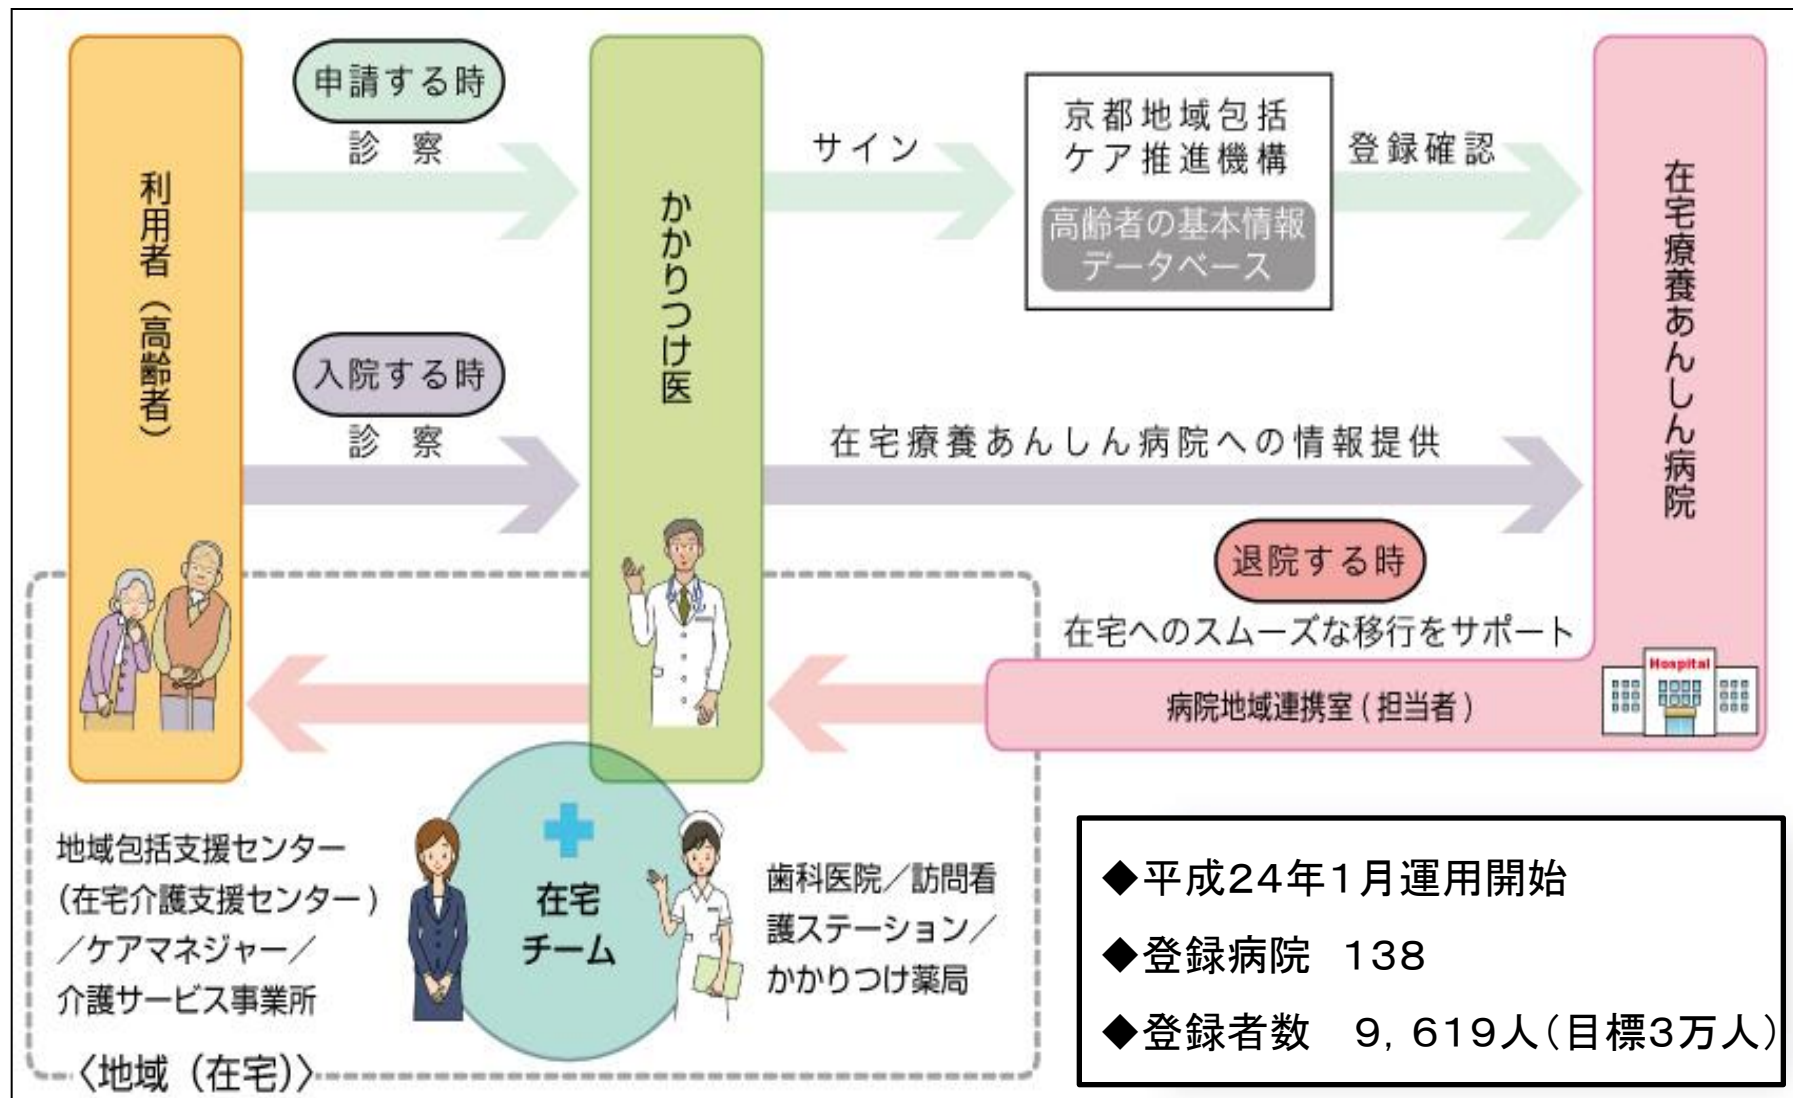 利用者（高齢者）
申請する時
診 察
かかりつけ医
サイン
京都地域包括
ケア推進機構
高齢者の基本情報
データベース
登録確認
在宅療養あんしん病院
入院する時
診 察
在宅療養あんしん病院への情報提供
退院する時
在宅へのスムーズな移行をサポート
病院地域連携室(担当者)
Hospital
地域包括支援センター
(在宅介護支援センター)
／ケアマネジャー／
介護サービス事業所
在宅
チーム
歯科医院／訪問看
護ステーション／
かかりつけ薬局
〈地域（在宅）〉
◆平成24年1月運用開始
◆登録病院　138
◆登録者数　9，619人（目標3万人）